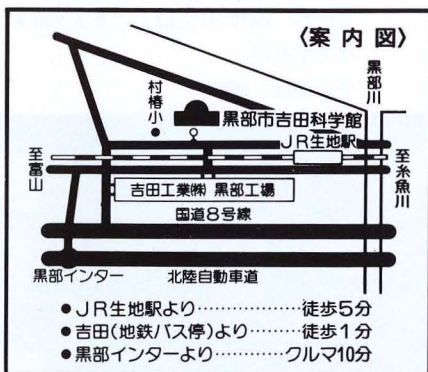 〈案内図〉
黒部川
村椿小
黒部市吉田科学館
JR生地駅
至富山
至糸魚川
吉田工業㈱ 黒部工場
国道8号線
黒部インター
北陸自動車道
●JR生地駅より…………徒歩5分
●吉田(地鉄バス停)より………徒歩1分
●黒部インターより………クルマ10分